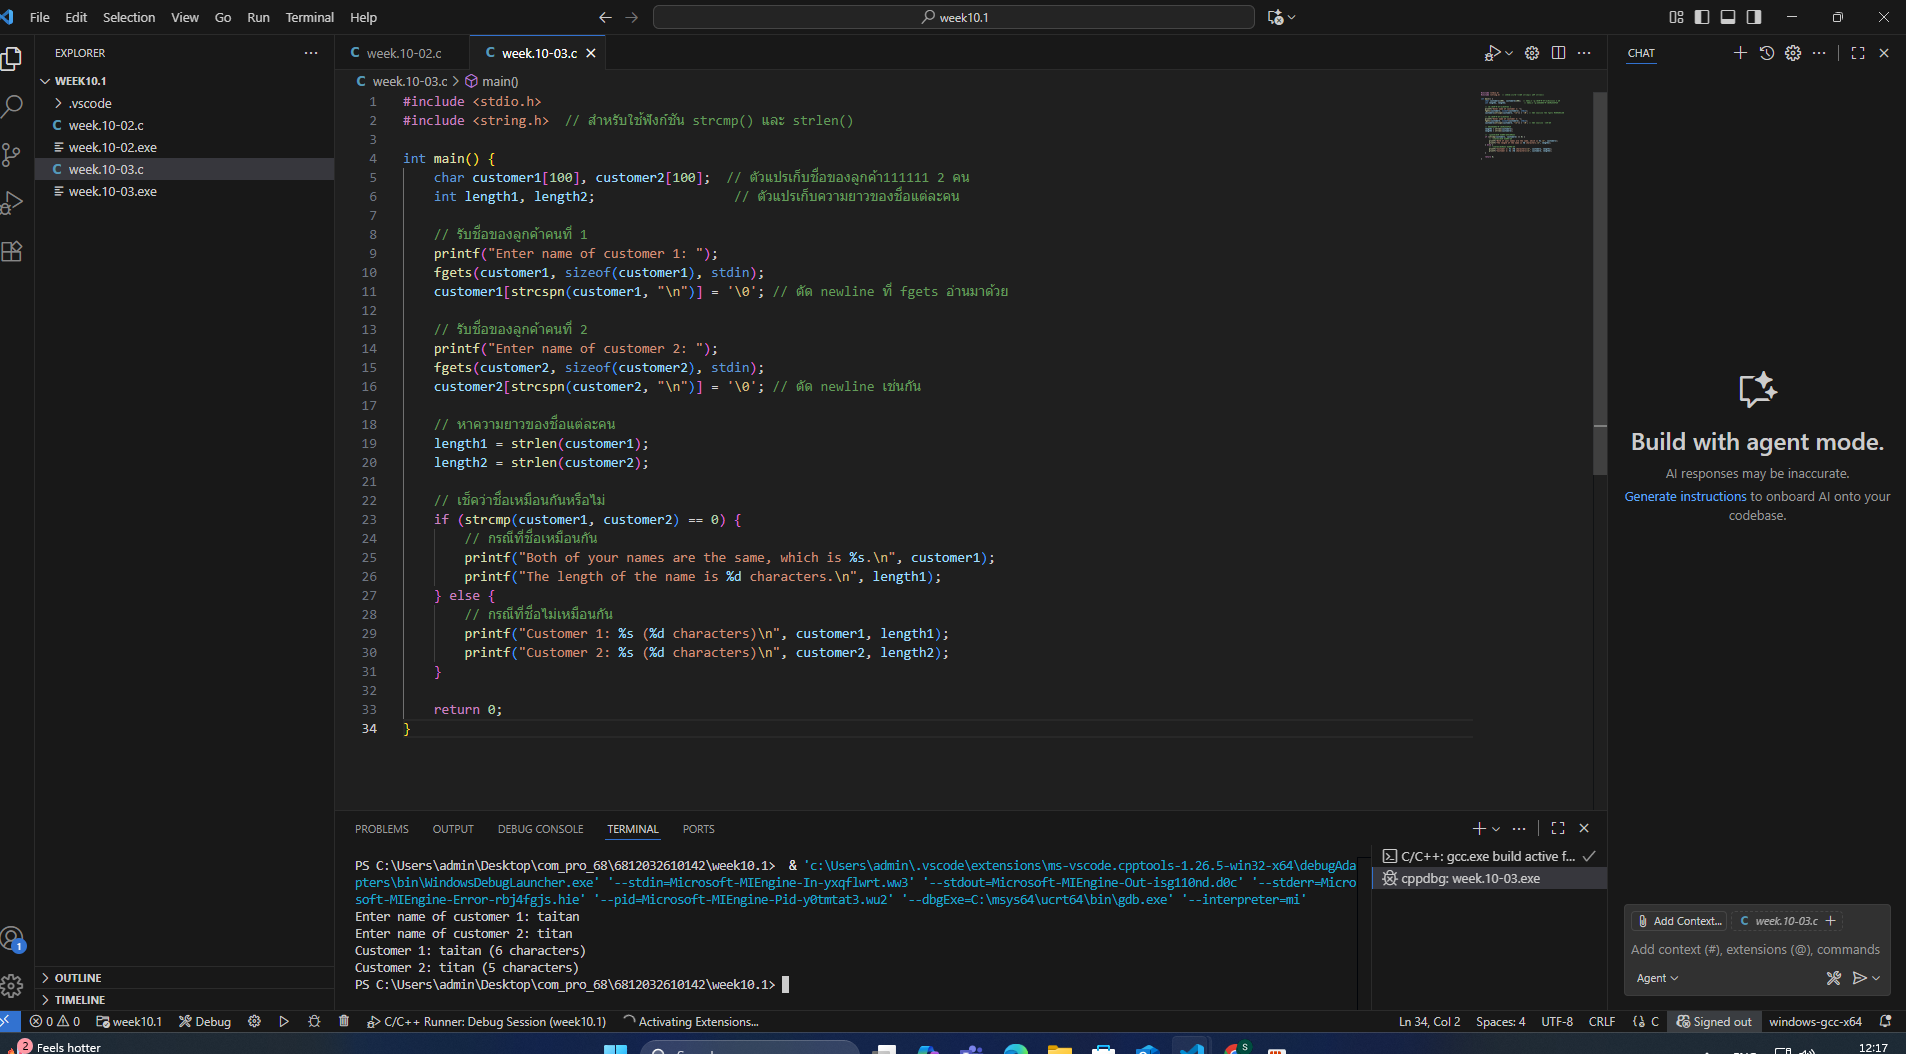 File Edit Selection View Go Run Terminal Help
week10.1
EXPLORER
WEEK10.1
.vscode
C week.10-02.c
week.10-02.exe
C week.10-03.c
week.10-03.exe
OUTLINE
TIMELINE
C week.10-02.c
C week.10-03.c
C week.10-03.c > main()
1 #include <stdio.h>
2 #include <string.h> // สำหรับใช้ฟังก์ชัน strcmp() และ strlen()
3
4 int main() {
5 char customer1[100], customer2[100]; // ตัวแปรเก็บชื่อของลูกค้า111111 2 คน
6 int length1, length2; // ตัวแปรเก็บความยาวของชื่อแต่ละคน
7
8 // รับชื่อของลูกค้าคนที่ 1
9 printf("Enter name of customer 1: ");
10 fgets(customer1, sizeof(customer1), stdin);
11 customer1[strcspn(customer1, "\n")] = '\0'; // ตัด newline ที่ fgets อ่านมาด้วย
12
13 // รับชื่อของลูกค้าคนที่ 2
14 printf("Enter name of customer 2: ");
15 fgets(customer2, sizeof(customer2), stdin);
16 customer2[strcspn(customer2, "\n")] = '\0'; // ตัด newline เช่นกัน
17
18 // หาความยาวของชื่อแต่ละคน
19 length1 = strlen(customer1);
20 length2 = strlen(customer2);
21
22 // เช็คว่าชื่อเหมือนกันหรือไม่
23 if (strcmp(customer1, customer2) == 0) {
24 // กรณีที่ชื่อเหมือนกัน
25 printf("Both of your names are the same, which is %s.\n", customer1);
26 printf("The length of the name is %d characters.\n", length1);
27 } else {
28 // กรณีที่ชื่อไม่เหมือนกัน
29 printf("Customer 1: %s (%d characters)\n", customer1, length1);
30 printf("Customer 2: %s (%d characters)\n", customer2, length2);
31 }
32
33 return 0;
34 }
PROBLEMS OUTPUT DEBUG CONSOLE TERMINAL PORTS
PS C:\Users\admin\Desktop\com_pro_68\6812032610142\week10.1> & 'c:\Users\admin\.vscode\extensions\ms-vscode.cpptools-1.26.5-win32-x64\debugAda
pters\bin\WindowsDebugLauncher.exe' '--stdin=Microsoft-MIEngine-In-yxqflwrt.ww3' '--stdout=Microsoft-MIEngine-Out-isg110nd.d0c' '--stderr=Micro
soft-MIEngine-Error-rbj4fgjs.hie' '--pid=Microsoft-MIEngine-Pid-y0tmtat3.wu2' '--dbgExe=C:\msys64\ucrt64\bin\gdb.exe' '--interpreter=mi'
Enter name of customer 1: taitan
Enter name of customer 2: titan
Customer 1: taitan (6 characters)
Customer 2: titan (5 characters)
PS C:\Users\admin\Desktop\com_pro_68\6812032610142\week10.1>
C/C++: gcc.exe build active f...
cppdbg: week.10-03.exe
CHAT
Build with agent mode.
AI responses may be inaccurate.
Generate instructions to onboard AI onto your
codebase.
Add Context... C week.10-03.c
Add context (#), extensions (@), commands
Agent
1
0 0 week10.1 Debug C/C++ Runner: Debug Session (week10.1) Activating Extensions...
Ln 34, Col 2 Spaces: 4 UTF-8 CRLF {} C Signed out windows-gcc-x64
2 Feels hotter
S
12:17